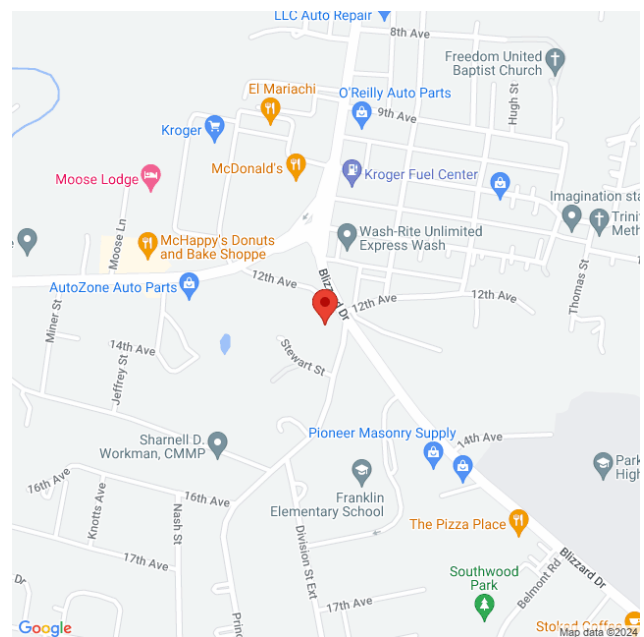 LLC Auto Repair
8th Ave
Freedom United
Baptist Church
El Mariachi
O'Reilly Auto Parts
Hugh St
9th Ave
Kroger
McDonald's
Kroger Fuel Center
Moose Lodge
Imagination sta
Trini
Meth
Moose Ln
Wash-Rite Unlimited
Express Wash
McHappy's Donuts
and Bake Shoppe
12th Ave
Blizzard Dr
AutoZone Auto Parts
12th Ave
12th Ave
Thomas St
Miner St
14th Ave
Jeffrey St
Stewart St
Pioneer Masonry Supply
14th Ave
Sharnell D.
Workman, CMMP
Park
High
16th Ave
16th Ave
Franklin
Elementary School
Knotts Ave
Nash St
The Pizza Place
Division St Ext
17th Ave
Blizzard Dr
Belmont Rd
Southwood
Park
Dr
17th Ave
Princ
Stoked Coffee
Google
Map data ©2024